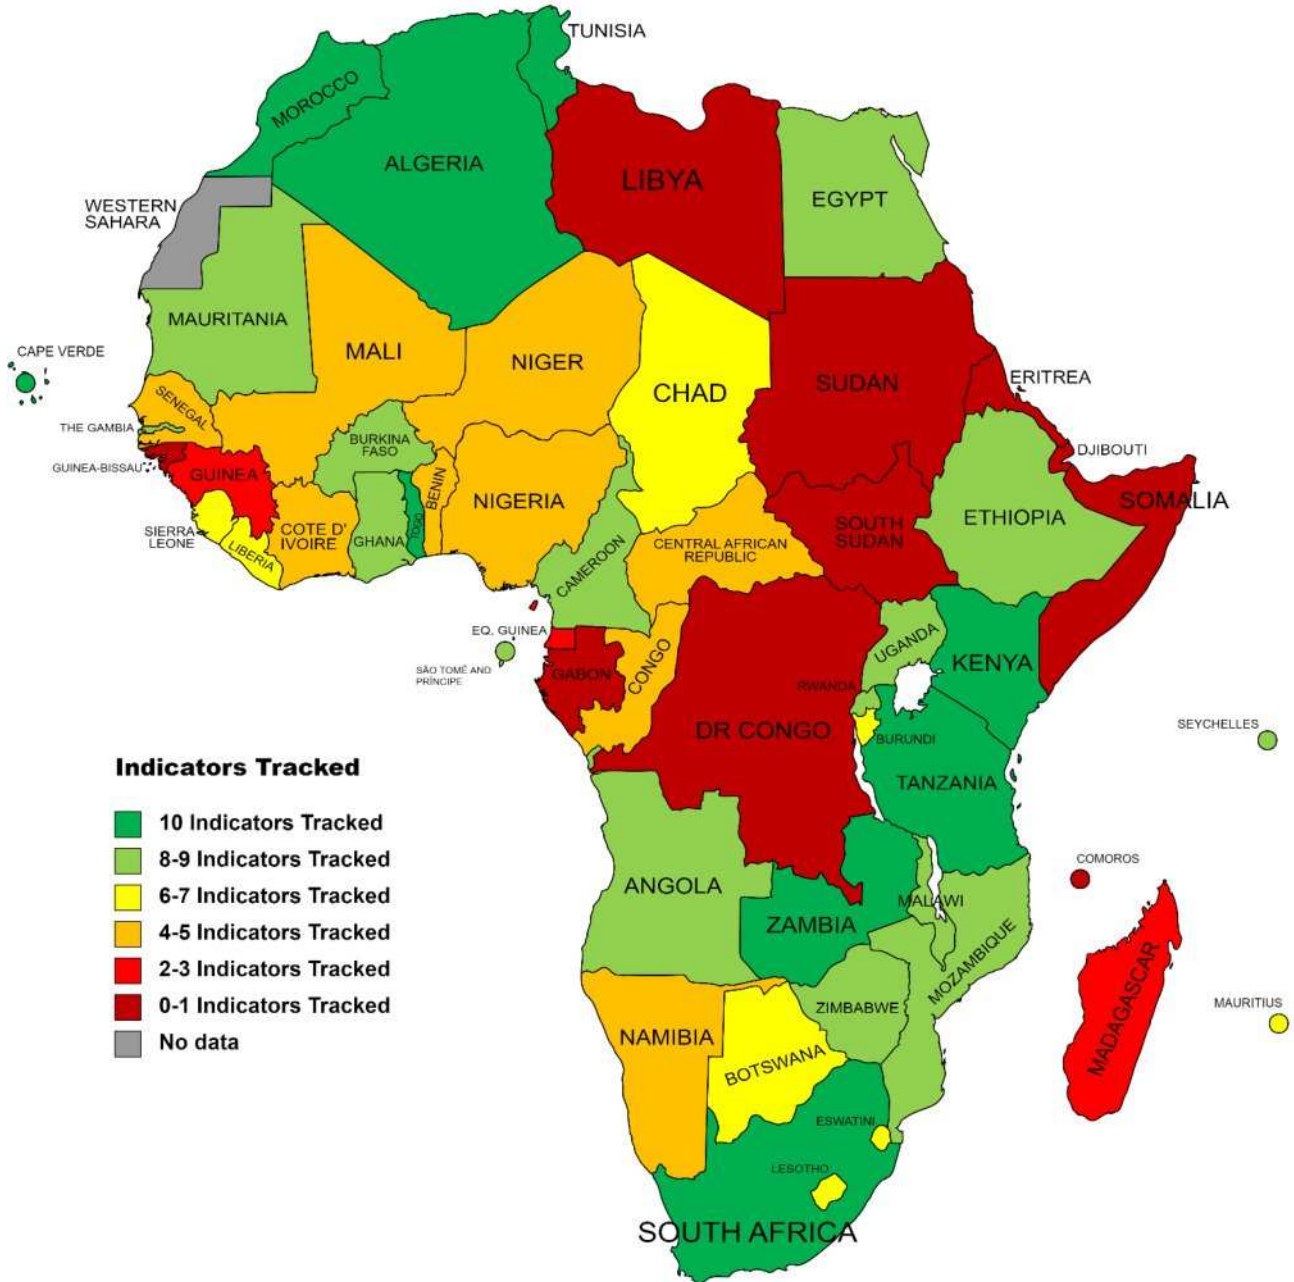 TUNISIA
MOROCCO
ALGERIA
LIBYA
EGYPT
WESTERN
SAHARA
MAURITANIA
MALI
NIGER
CHAD
SUDAN
ERITREA
CAPE VERDE
SENEGAL
THE GAMBIA
GUINEA-BISSAU
GUINEA
BURKINA
FASO
BENIN
NIGERIA
DJIBOUTI
SOMALIA
SIERRA
LEONE
LIBERIA
COTE D'
IVOIRE
GHANA
TOGO
CAMEROON
CENTRAL AFRICAN
REPUBLIC
SOUTH
SUDAN
ETHIOPIA
EQ. GUINEA
SÃO TOMÉ AND
PRÍNCIPE
GABON
CONGO
DR CONGO
UGANDA
KENYA
RWANDA
BURUNDI
TANZANIA
SEYCHELLES
Indicators Tracked
10 Indicators Tracked
8-9 Indicators Tracked
6-7 Indicators Tracked
4-5 Indicators Tracked
2-3 Indicators Tracked
0-1 Indicators Tracked
No data
ANGOLA
ZAMBIA
MALAWI
MOZAMBIQUE
COMOROS
MADAGASCAR
MAURITIUS
ZIMBABWE
NAMIBIA
BOTSWANA
ESWATINI
LESOTHO
SOUTH AFRICA